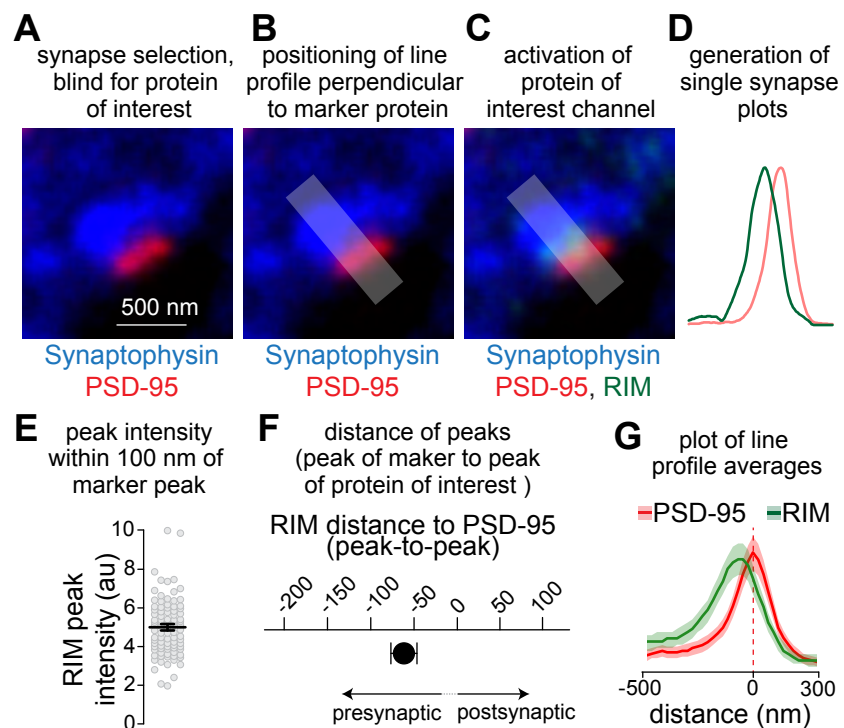 A
synapse selection,
blind for protein
of interest
500 nm
Synaptophysin
PSD-95
B
positioning of line
profile perpendicular
to marker protein
Synaptophysin
PSD-95
C
activation of
protein of
interest channel
Synaptophysin
PSD-95, RIM
D
generation of
single synapse
plots
E
peak intensity
within 100 nm of
marker peak
RIM peak
intensity (au)
10
8
6
4
2
0
F
distance of peaks
(peak of maker to peak
of protein of interest )
RIM distance to PSD-95
(peak-to-peak)
-200 -150 -100 -50 0 50 100
presynaptic postsynaptic
G
plot of line
profile averages
PSD-95 RIM
-500 0 300
distance (nm)